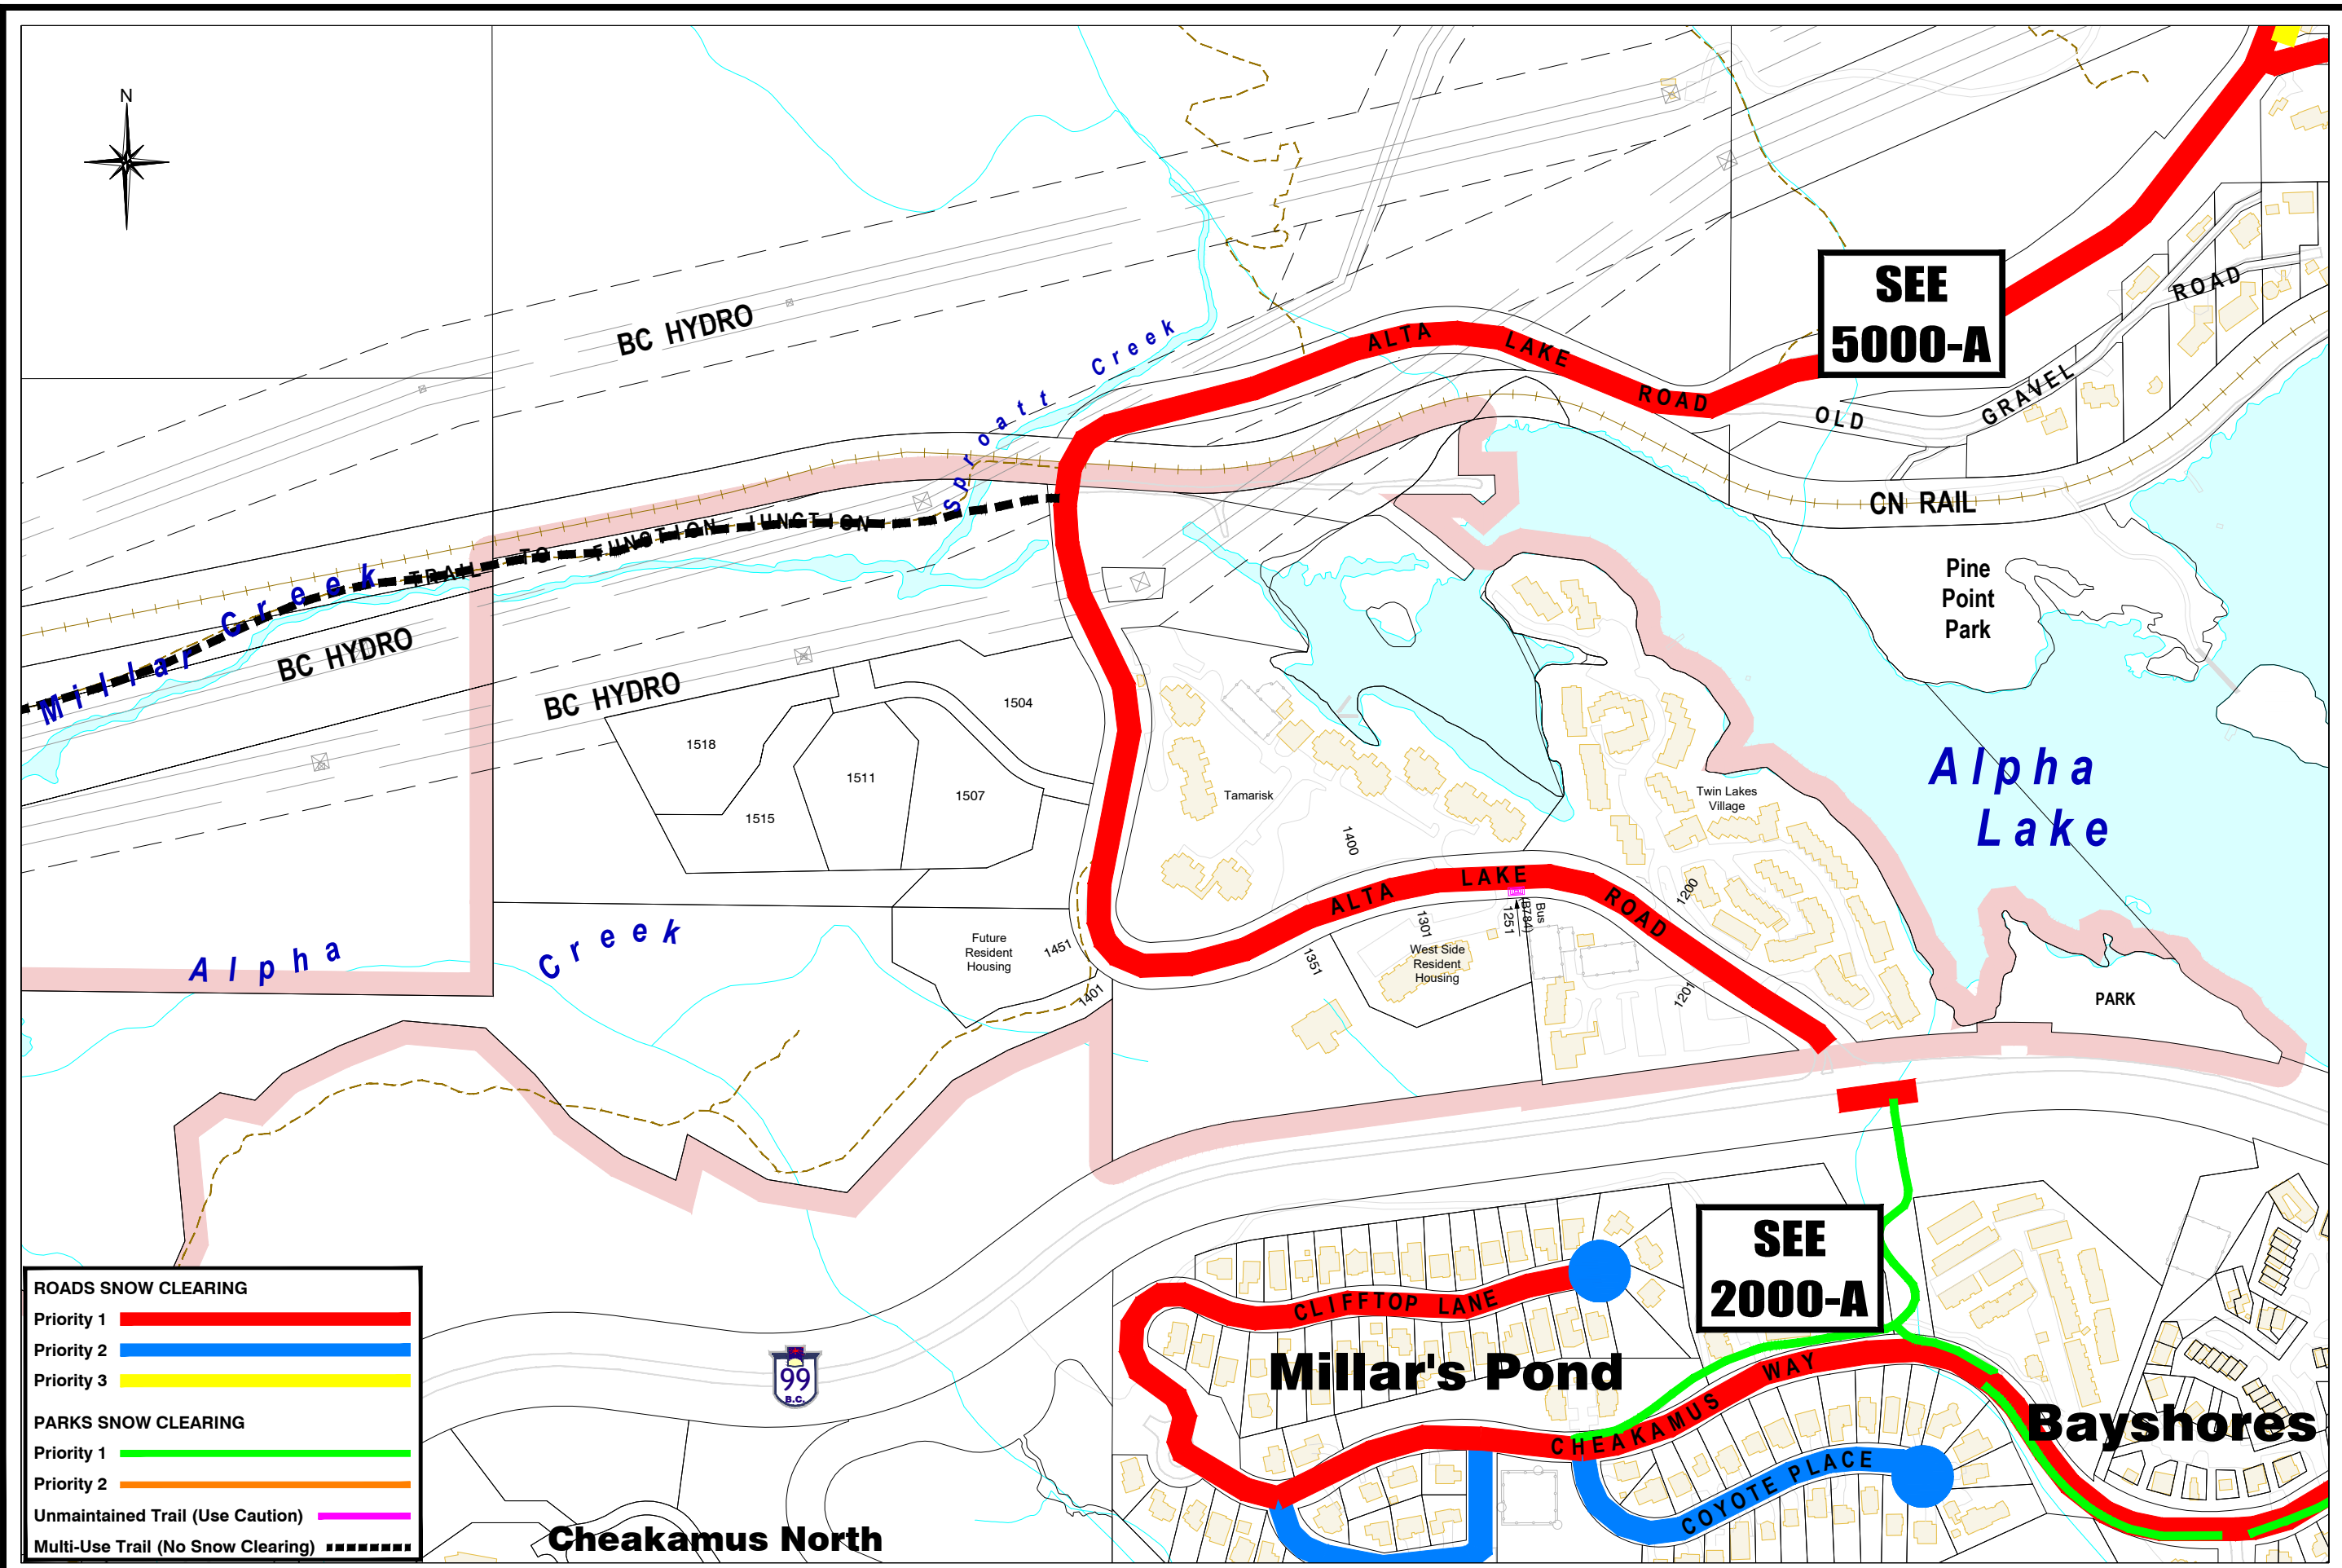 N
SEE
5000-A
BC HYDRO
Sproatt Creek
ALTA LAKE ROAD
OLD GRAVEL ROAD
CN RAIL
TRAIL TO FUNCTION JUNCTION
Millar Creek
BC HYDRO
BC HYDRO
Pine
Point
Park
1504
1518
1511
1507
1515
Tamarisk
Twin Lakes
Village
Alpha
Lake
1400
1200
ALTA LAKE ROAD
Bus
(B784)
1251
1301
West Side
Resident
Housing
1351
1201
Future
Resident
Housing
1451
1401
Alpha Creek
PARK
SEE
2000-A
CLIFFTOP LANE
Millar's Pond
CHEAKAMUS WAY
COYOTE PLACE
Bayshores
99
B.C.
Cheakamus North
ROADS SNOW CLEARING
Priority 1
Priority 2
Priority 3
PARKS SNOW CLEARING
Priority 1
Priority 2
Unmaintained Trail (Use Caution)
Multi-Use Trail (No Snow Clearing)